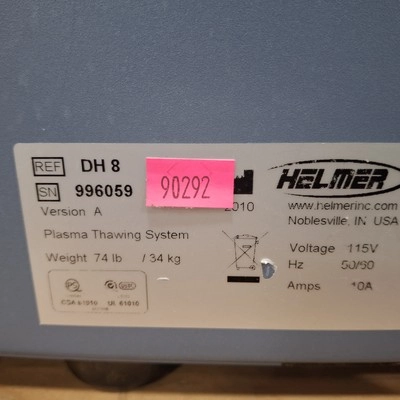 REF DH 8
SN 996059
90292
Version A
Plasma Thawing System
Weight 74 lb / 34 kg
2010
HELMER
www.helmerinc.com
Noblesville, IN USA
Voltage 115V
Hz 50/60
Amps 10A